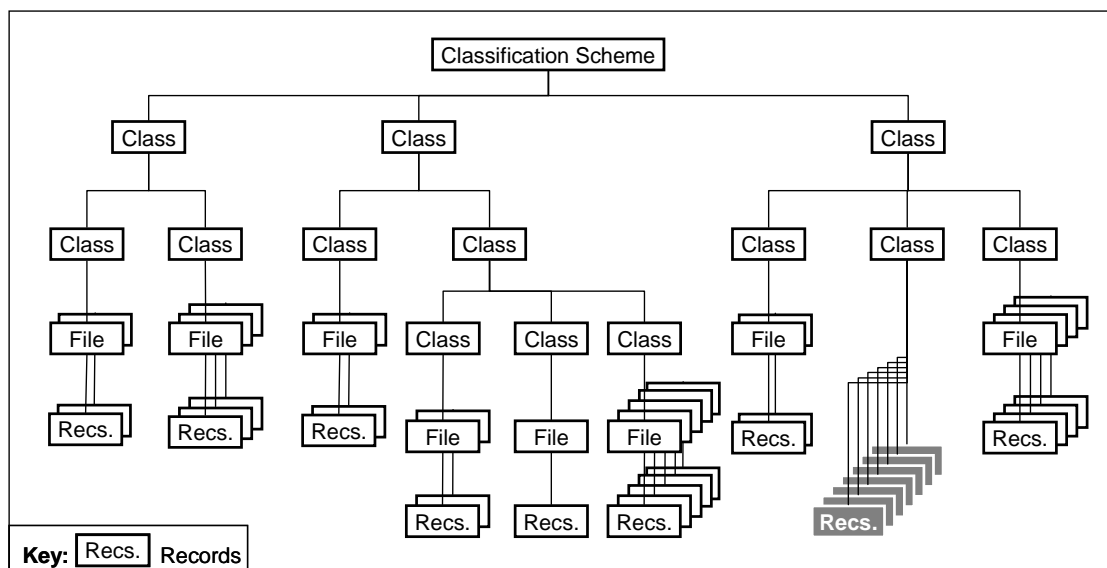 Classification Scheme
Class Class Class
Class Class Class Class Class Class Class
File File File Class Class Class File File
Recs. Recs. Recs. File File File Recs. Recs.
Recs. Recs. Recs. Recs.
Key: Recs. Records